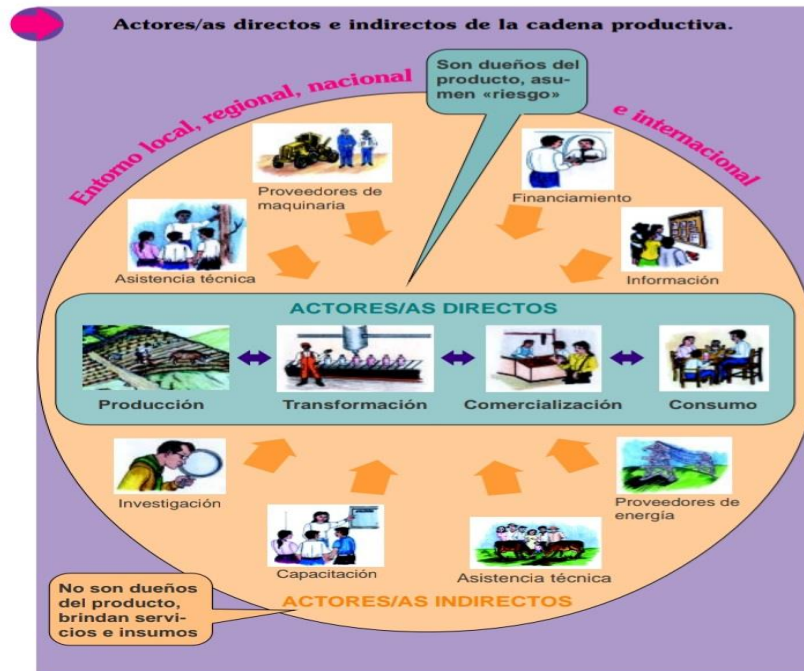 Actores/as directos e indirectos de la cadena productiva.
Entorno local, regional, nacional
e internacional
Son dueños del
producto, asu-
men «riesgo»
Proveedores de
maquinaria
Financiamiento
Asistencia técnica
Información
ACTORES/AS DIRECTOS
Producción
Transformación
Comercialización
Consumo
Investigación
Proveedores de
energía
Capacitación
Asistencia técnica
No son dueños
del producto,
brindan servi-
cios e insumos
ACTORES/AS INDIRECTOS